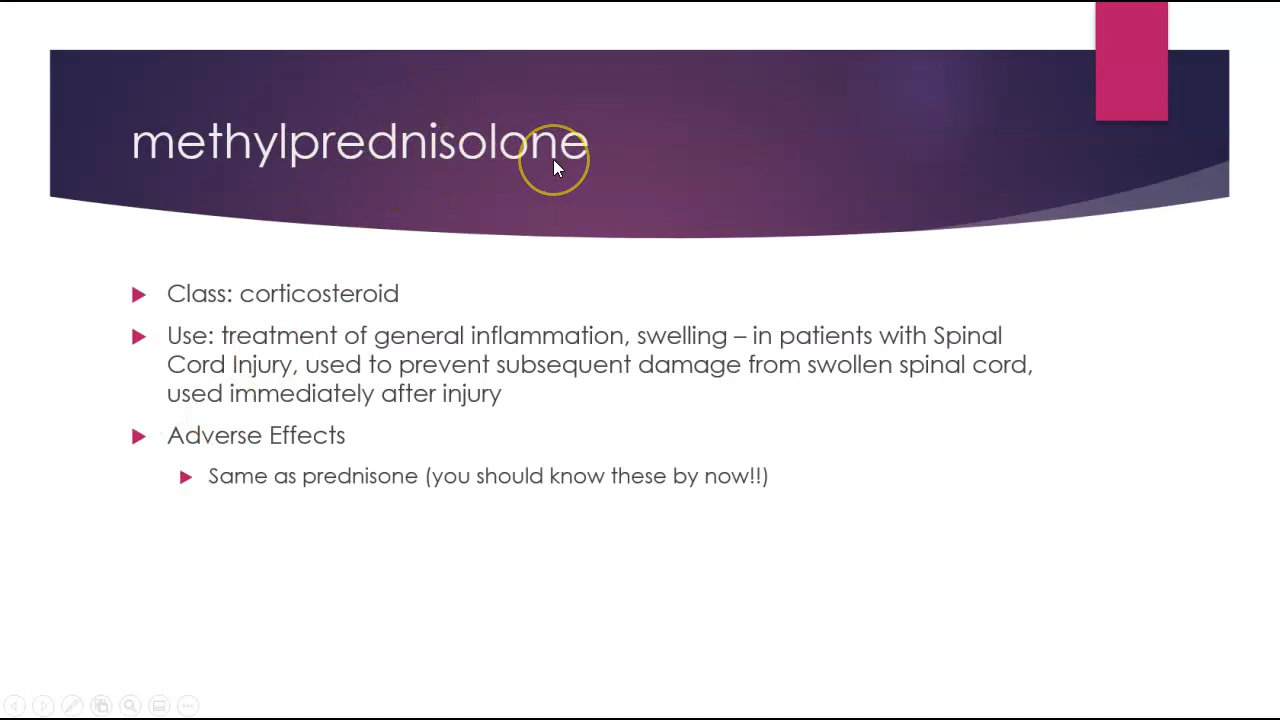 methylprednisolone
Class: corticosteroid
Use: treatment of general inflammation, swelling – in patients with Spinal
Cord Injury, used to prevent subsequent damage from swollen spinal cord,
used immediately after injury
Adverse Effects
Same as prednisone (you should know these by now!!)